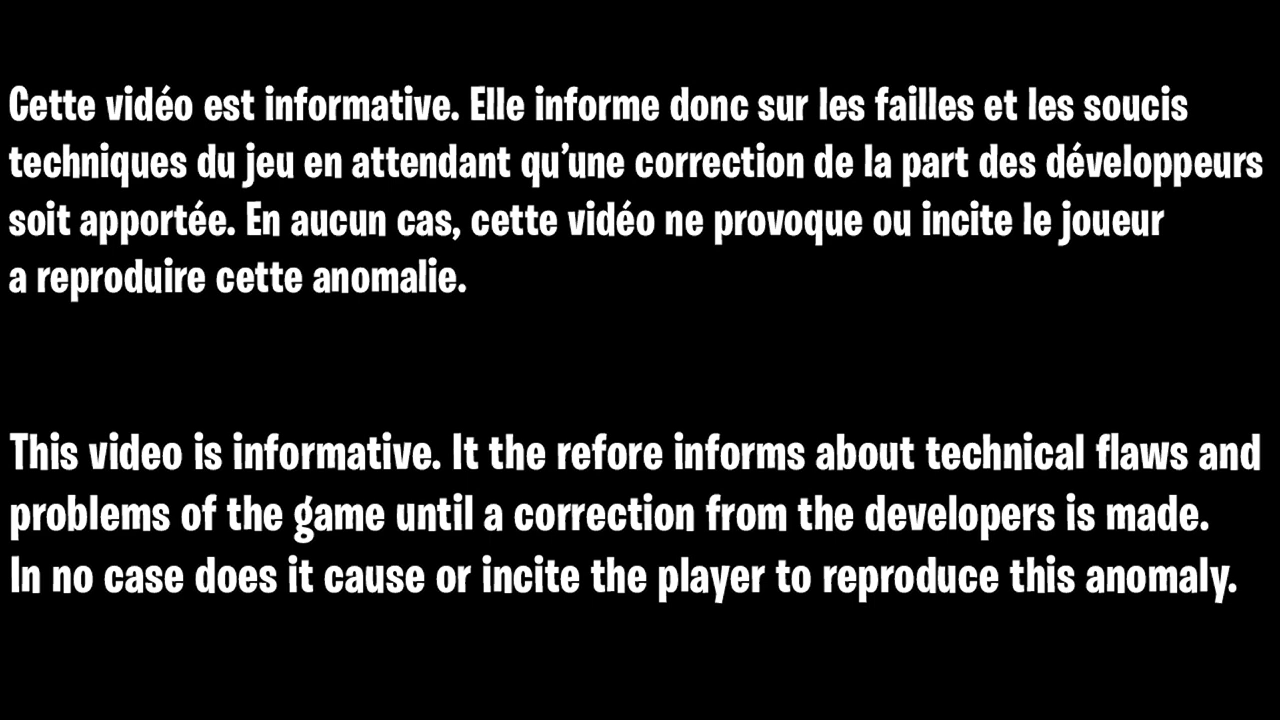 Cette vidéo est informative. Elle informe donc sur les failles et les soucis
techniques du jeu en attendant qu’une correction de la part des développeurs
soit apportée. En aucun cas, cette vidéo ne provoque ou incite le joueur
a reproduire cette anomalie.
This video is informative. It the refore informs about technical flaws and
problems of the game until a correction from the developers is made.
In no case does it cause or incite the player to reproduce this anomaly.